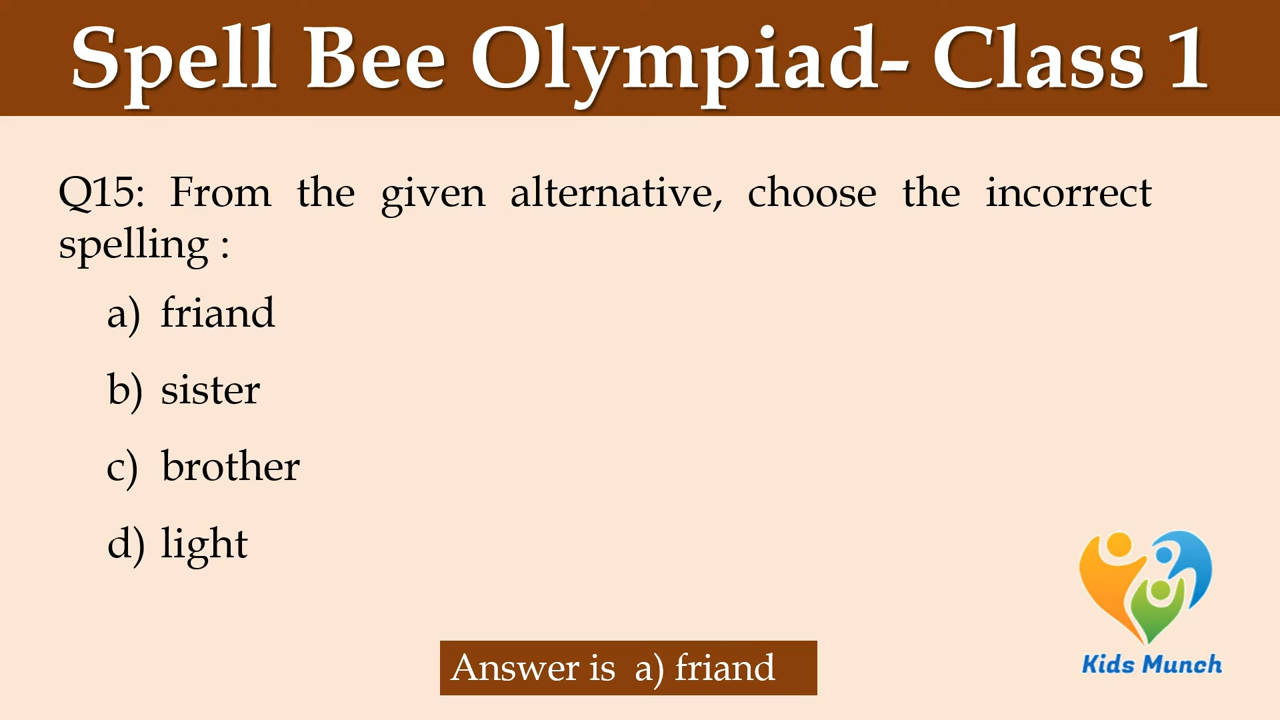 Spell Bee Olympiad- Class 1
Q15: From the given alternative, choose the incorrect
spelling :
a) friand
b) sister
c) brother
d) light
Kids Munch
Answer is a) friand